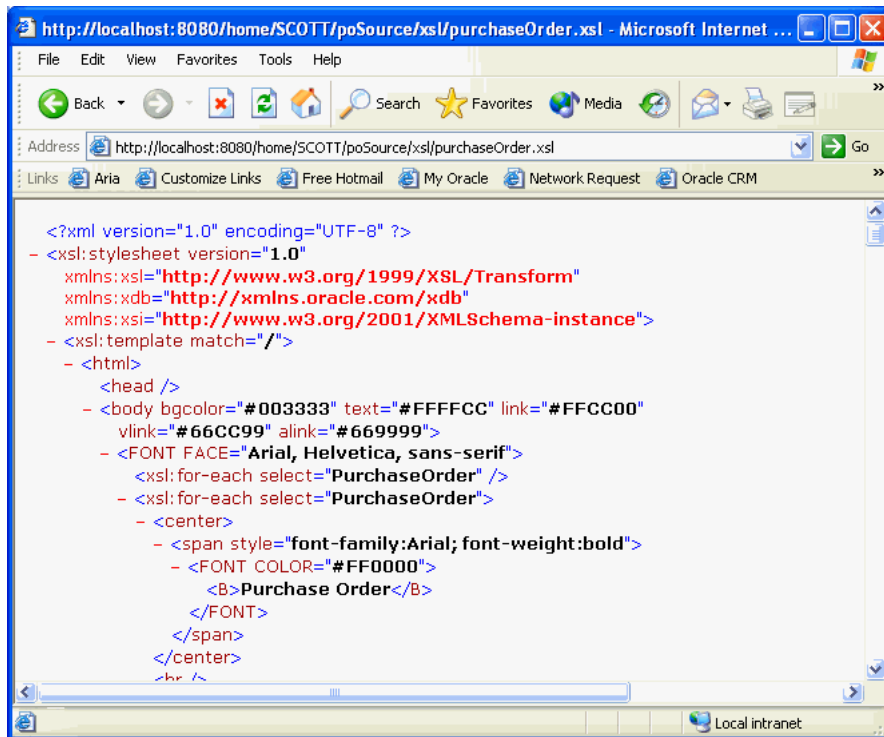 http://localhost:8080/home/SCOTT/poSource/xsl/purchaseOrder.xsl - Microsoft Internet ...
File Edit View Favorites Tools Help
Back Search Favorites Media »
Address http://localhost:8080/home/SCOTT/poSource/xsl/purchaseOrder.xsl Go
Links Aria Customize Links Free Hotmail My Oracle Network Request Oracle CRM »
<?xml version="1.0" encoding="UTF-8" ?>
- <xsl:stylesheet version="1.0"
xmlns:xsl="http://www.w3.org/1999/XSL/Transform"
xmlns:xdb="http://xmlns.oracle.com/xdb"
xmlns:xsi="http://www.w3.org/2001/XMLSchema-instance">
- <xsl:template match="/">
- <html>
<head />
- <body bgcolor="#003333" text="#FFFFCC" link="#FFCC00"
vlink="#66CC99" alink="#669999">
- <FONT FACE="Arial, Helvetica, sans-serif">
<xsl:for-each select="PurchaseOrder" />
- <xsl:for-each select="PurchaseOrder">
- <center>
- <span style="font-family:Arial; font-weight:bold">
- <FONT COLOR="#FF0000">
<B>Purchase Order</B>
</FONT>
</span>
</center>
<br />
Local intranet